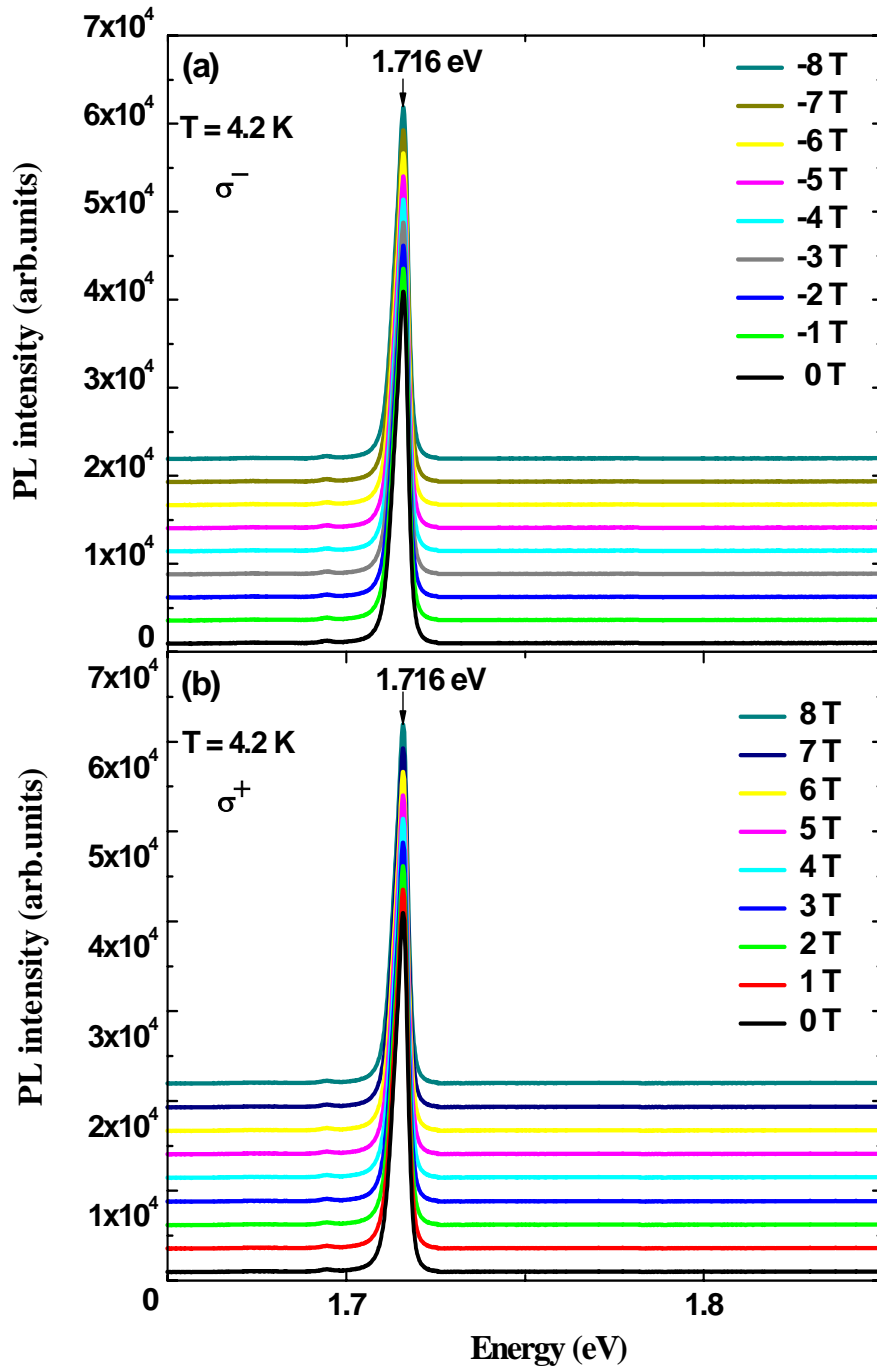 (a)
1.716 eV
T = 4.2 K
σ⁻
-8 T
-7 T
-6 T
-5 T
-4 T
-3 T
-2 T
-1 T
0 T
7x10⁴
6x10⁴
5x10⁴
4x10⁴
3x10⁴
2x10⁴
1x10⁴
0
PL intensity (arb.units)
(b)
1.716 eV
T = 4.2 K
σ⁺
8 T
7 T
6 T
5 T
4 T
3 T
2 T
1 T
0 T
7x10⁴
6x10⁴
5x10⁴
4x10⁴
3x10⁴
2x10⁴
1x10⁴
0
PL intensity (arb.units)
1.7
1.8
Energy (eV)